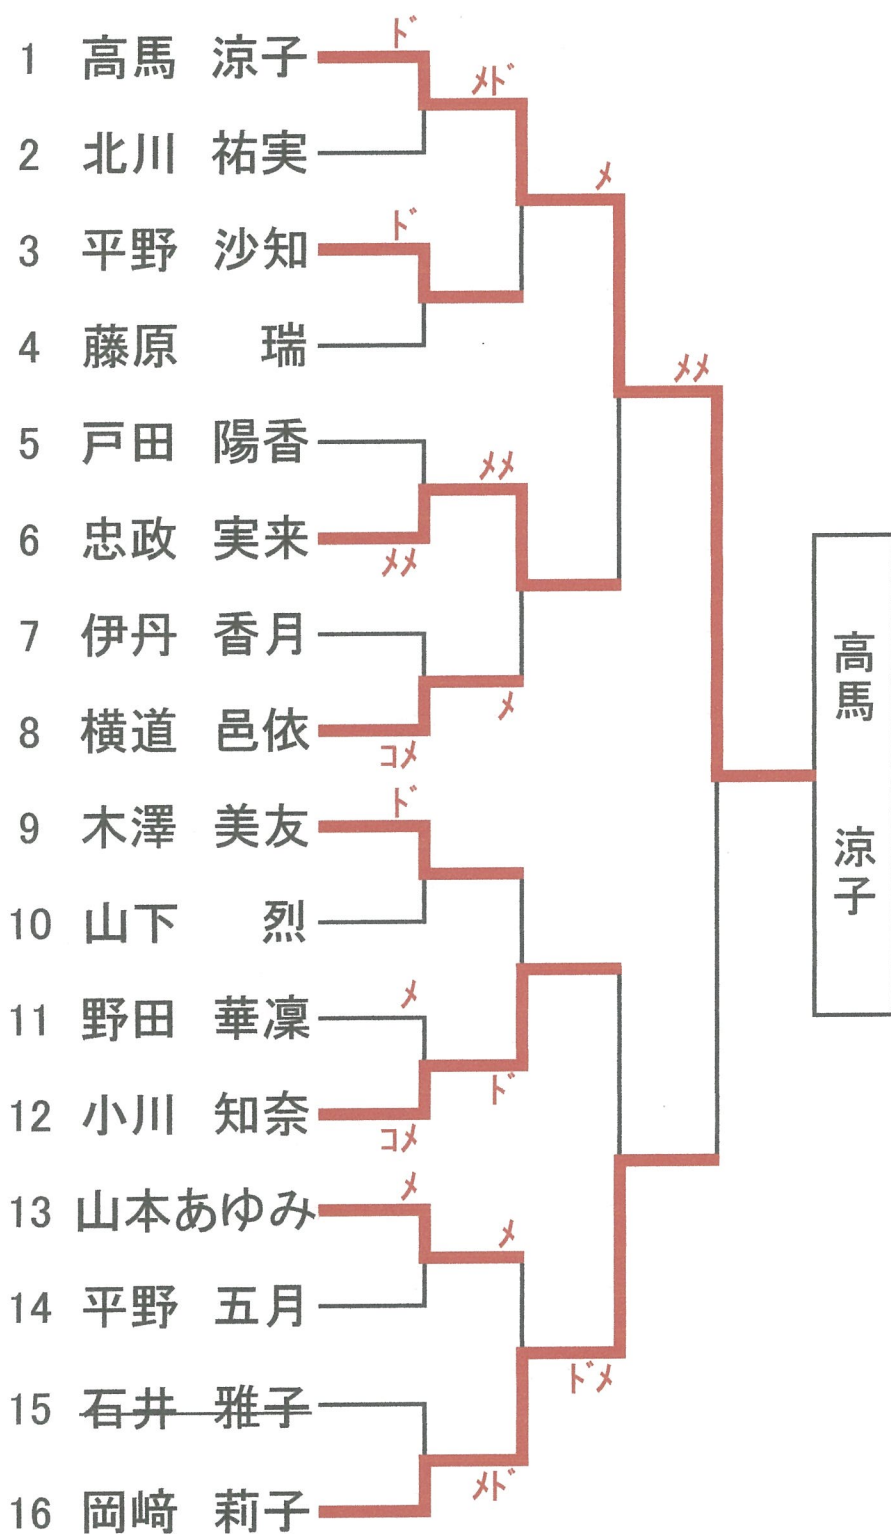 ド
1 高馬 涼子
メド
2 北川 祐実
メ
ド
3 平野 沙知
4 藤原 瑞
メメ
5 戸田 陽香
メメ
6 忠政 実来
メメ
7 伊丹 香月
メ
8 横道 邑依
コメ
ド
9 木澤 美友
10 山下 烈
メ
11 野田 華凜
ド
12 小川 知奈
コメ
メ
13 山本あゆみ
メ
14 平野 五月
ドメ
15 石井 雅子
メド
16 岡﨑 莉子
高馬 涼子